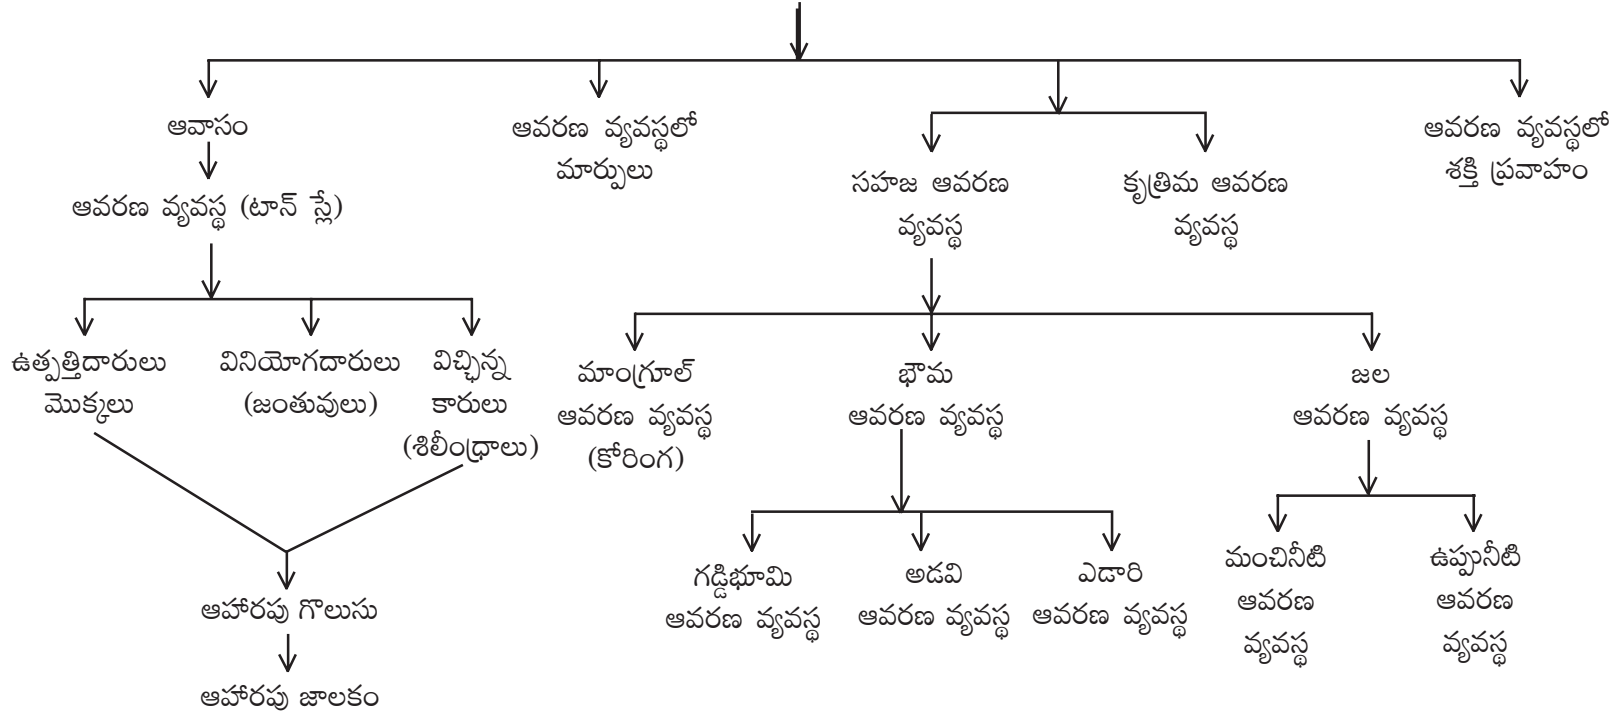 ఆవాసం
ఆవరణ వ్యవస్థ (టాన్ స్లే)
ఉత్పత్తిదారులు
మొక్కలు
వినియోగదారులు
(జంతువులు)
విచ్ఛిన్న
కారులు
(శిలీంధ్రాలు)
ఆహారపు గొలుసు
ఆహారపు జాలకం
ఆవరణ వ్యవస్థలో
మార్పులు
సహజ ఆవరణ
వ్యవస్థ
కృత్రిమ ఆవరణ
వ్యవస్థ
మాంగ్రూల్
ఆవరణ వ్యవస్థ
(కోరింగ)
భౌమ
ఆవరణ వ్యవస్థ
గడ్డిభూమి
ఆవరణ వ్యవస్థ
అడవి
ఆవరణ వ్యవస్థ
ఎడారి
ఆవరణ వ్యవస్థ
జల
ఆవరణ వ్యవస్థ
మంచినీటి
ఆవరణ
వ్యవస్థ
ఉప్పునీటి
ఆవరణ
వ్యవస్థ
ఆవరణ వ్యవస్థలో
శక్తి ప్రవాహం